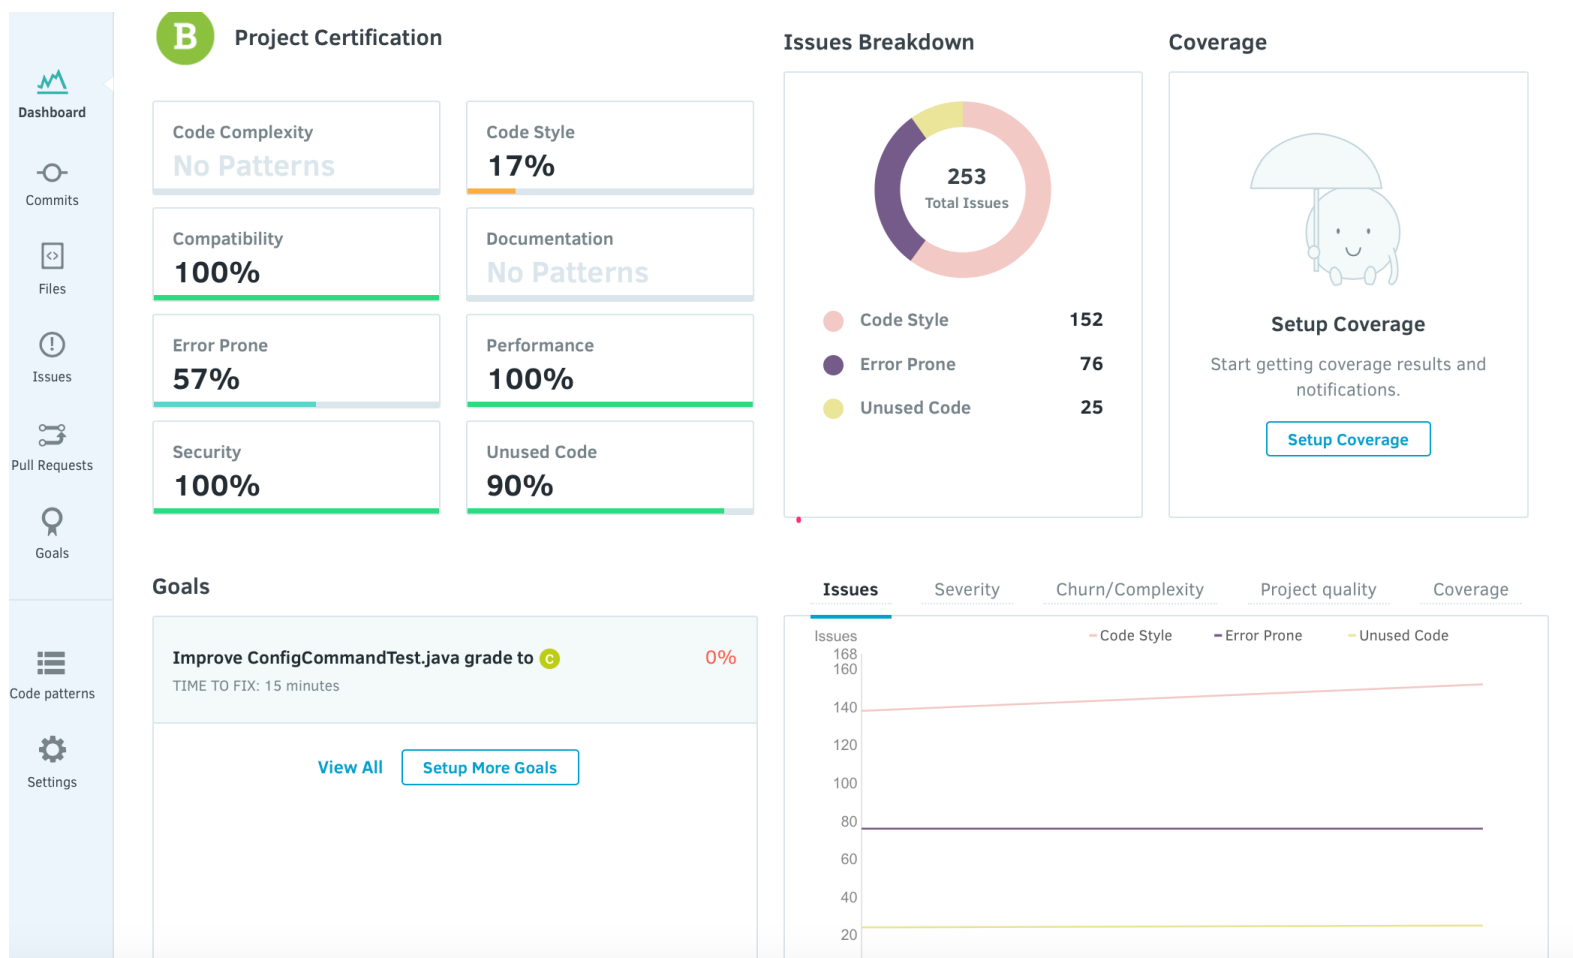 B Project Certification
Issues Breakdown
Coverage
Dashboard
Commits
Files
Issues
Pull Requests
Goals
Code patterns
Settings
Code Complexity
No Patterns
Code Style
17%
Compatibility
100%
Documentation
No Patterns
Error Prone
57%
Performance
100%
Security
100%
Unused Code
90%
253
Total Issues
Code Style 152
Error Prone 76
Unused Code 25
Setup Coverage
Start getting coverage results and
notifications.
Setup Coverage
Goals
Improve ConfigCommandTest.java grade to C 0%
TIME TO FIX: 15 minutes
View All Setup More Goals
Issues Severity Churn/Complexity Project quality Coverage
Issues
Code Style Error Prone Unused Code
168
160
140
120
100
80
60
40
20